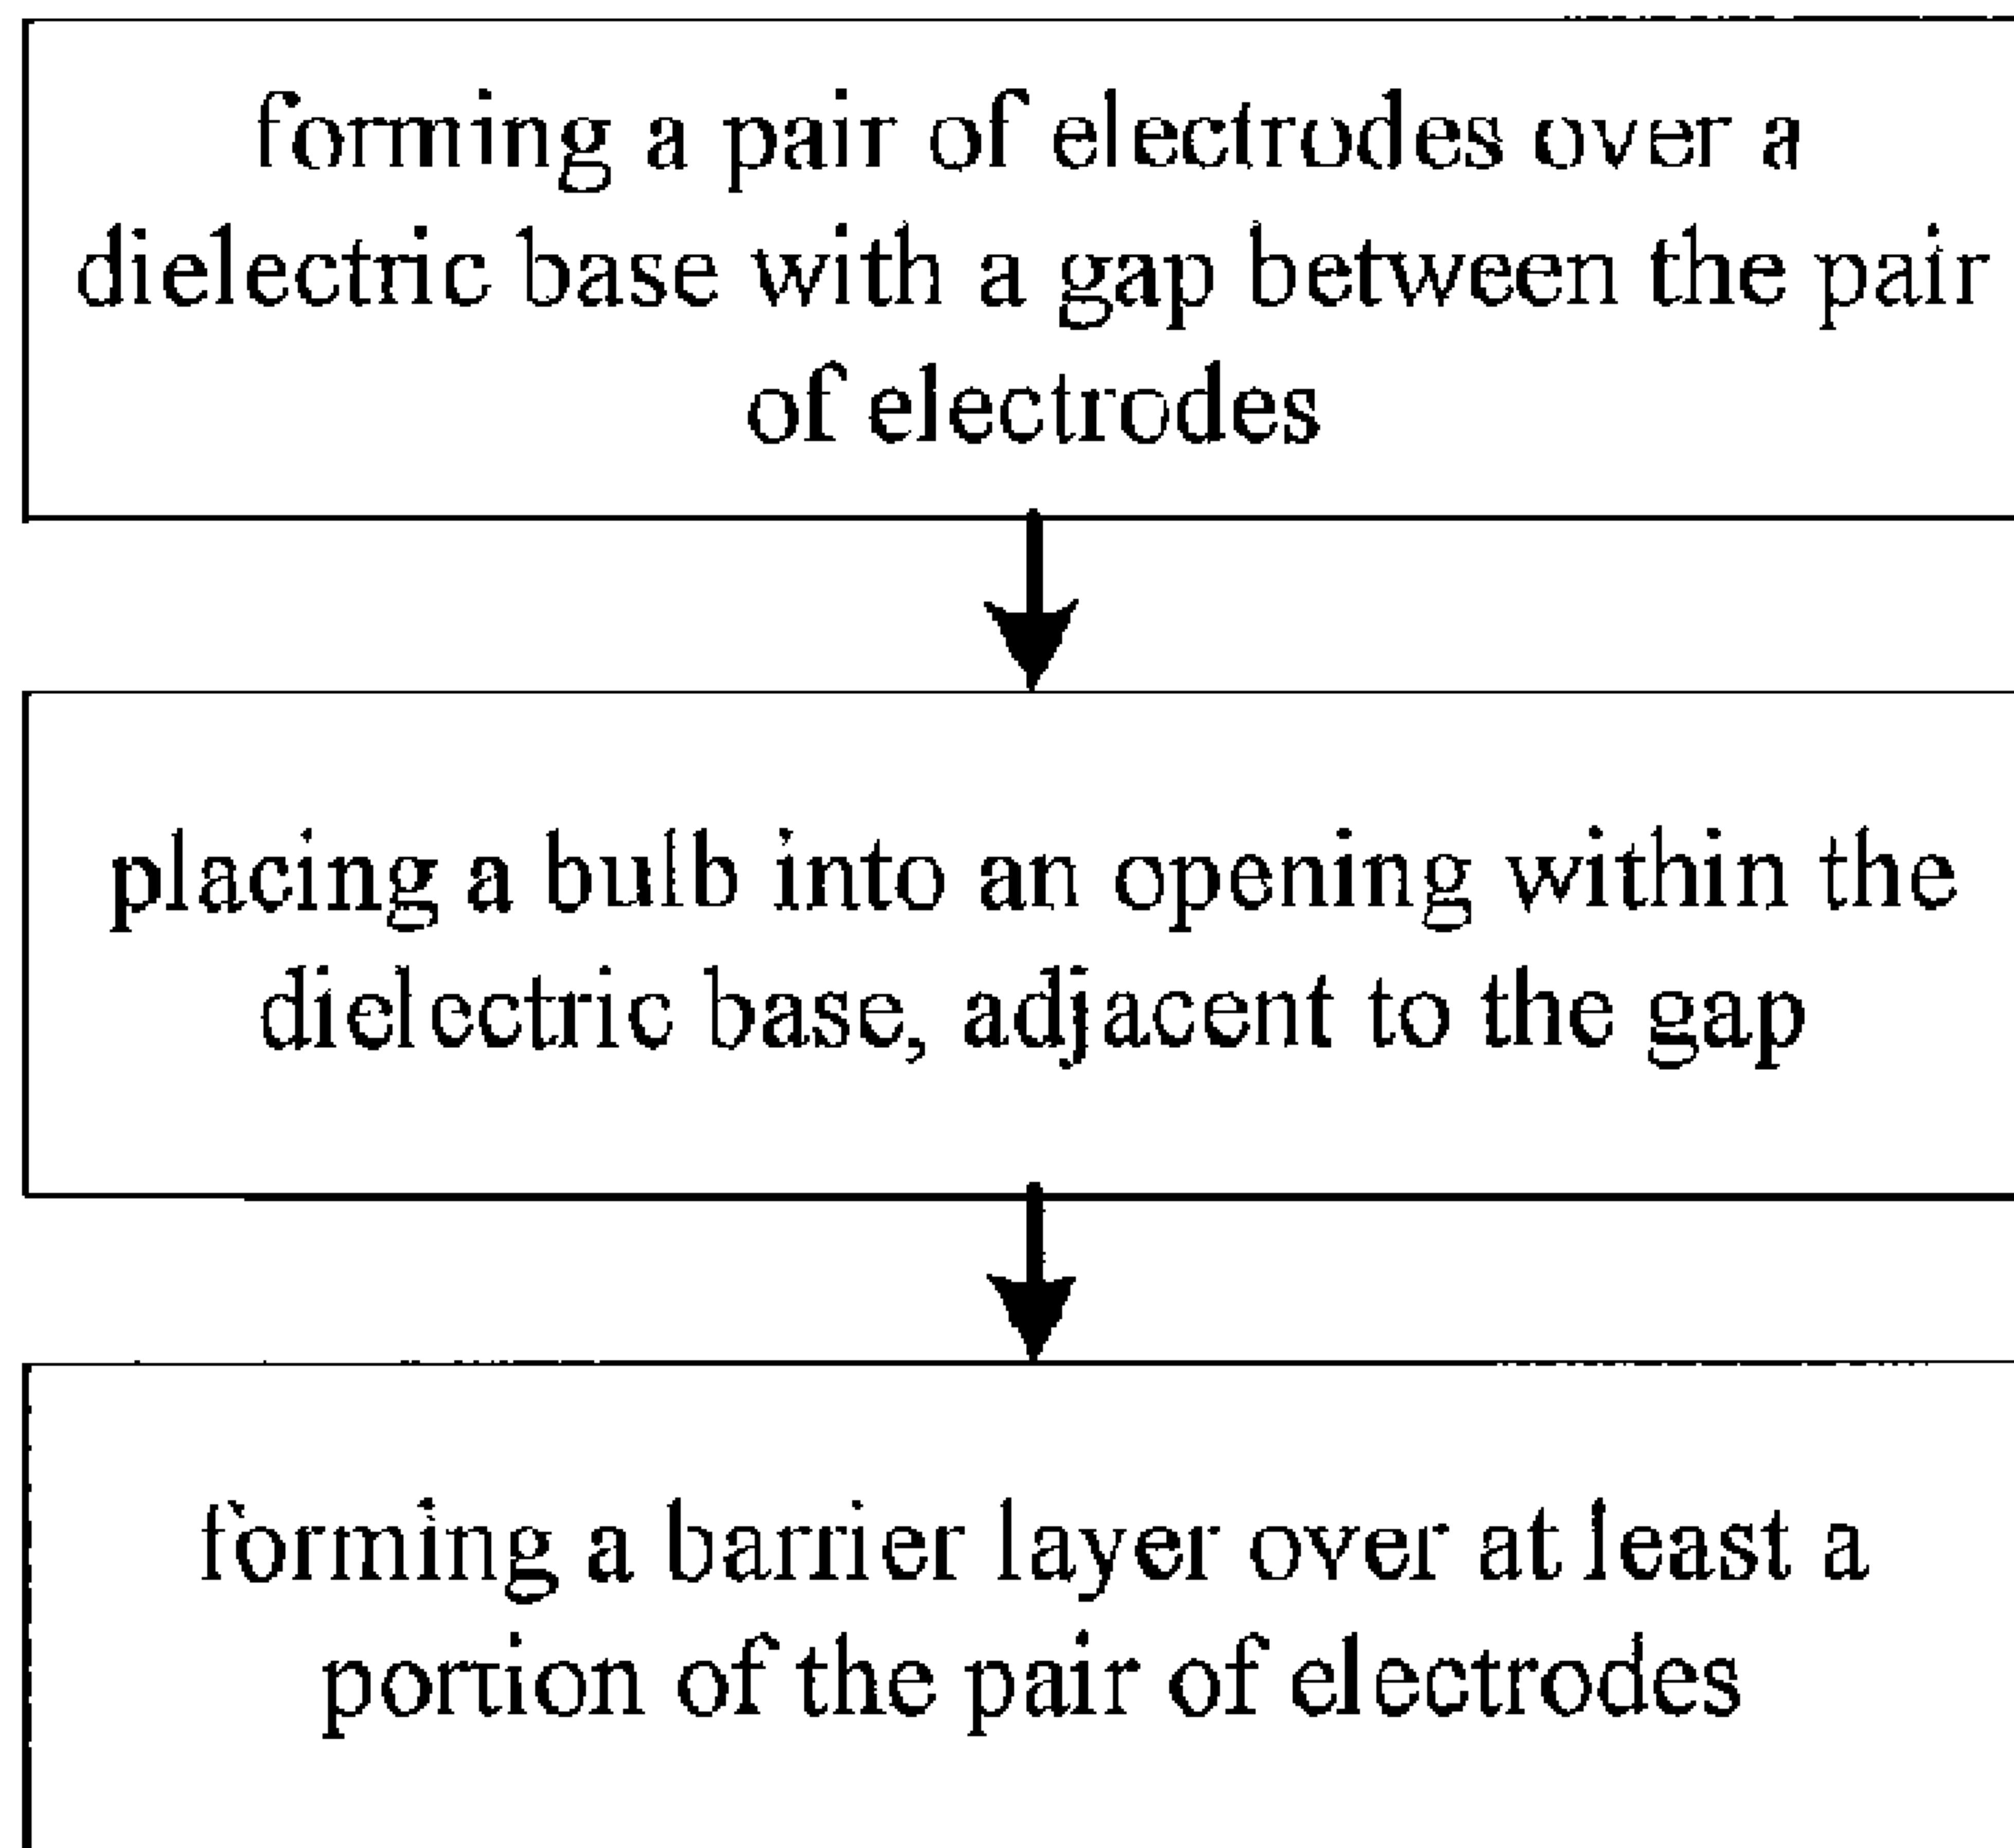 forming a pair of electrodes over a
dielectric base with a gap between the pair
of electrodes
placing a bulb into an opening within the
dielectric base, adjacent to the gap
forming a barrier layer over at least a
portion of the pair of electrodes